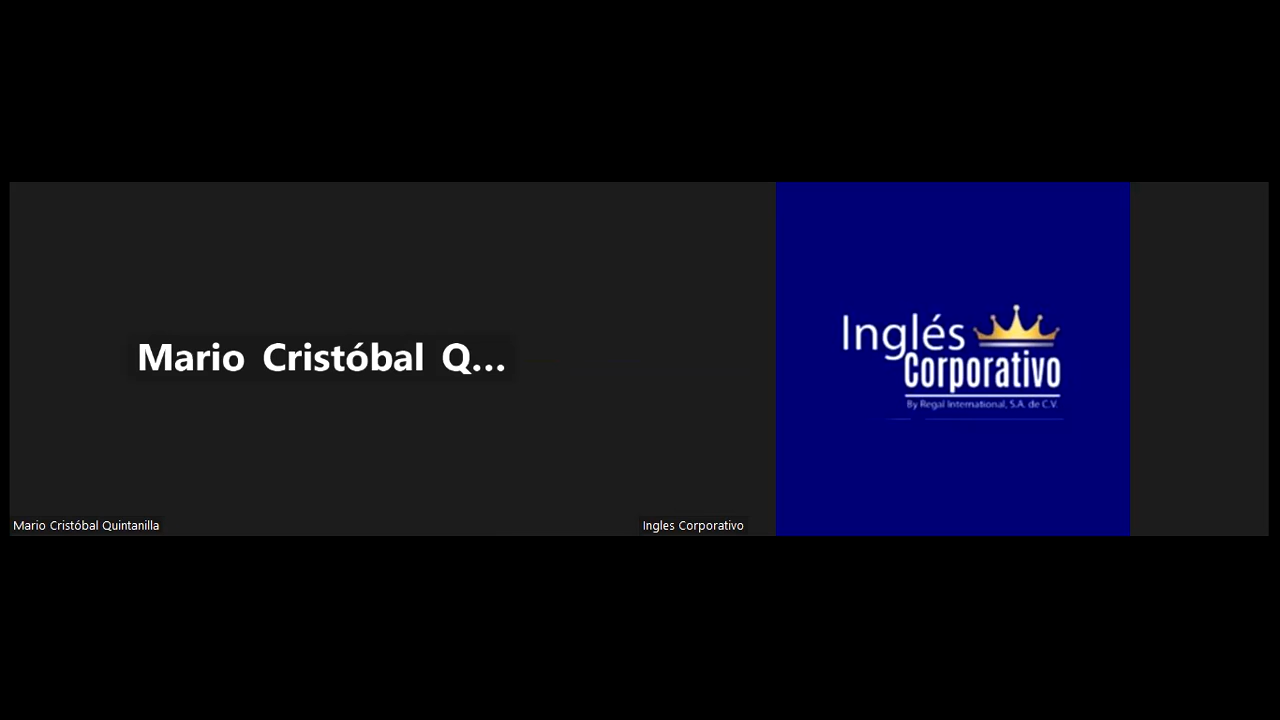 Mario Cristóbal Q...
Inglés
Corporativo
By Regal International, S.A. de C.V.
Mario Cristóbal Quintanilla
Ingles Corporativo